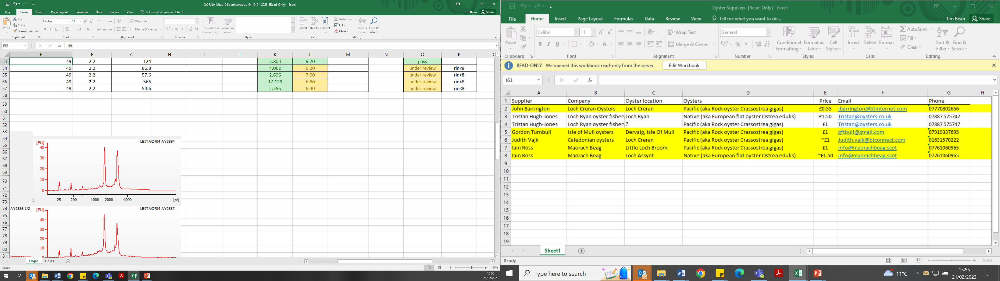 QC RNA leitao_04 benhamadou_04 19-01-2023 [Read-Only] - Excel
File Home Insert Page Layout Formulas Data Review View Tell me what you want to do... Tim Bean Share
Paste Cut Copy Format Painter
Calibri 11
B I U
Wrap Text
Merge & Center
Conditional Formatting Format as Table
Insert Delete Format
AutoSum Fill Clear
Sort & Filter Find & Select
Clipboard Font Alignment Number Styles Cells Editing
E53 fx 49
E F G H I J K L M N O P
53 49 2.2 124 5.803 8.20 pass
54 49 2.2 86.8 4.062 6.20 under review rin<8
55 49 2.2 57.6 2.696 7.00 under review rin<8
56 49 2.2 366 17.129 6.80 under review rin<8
57 49 2.2 54.6 2.555 6.40 under review rin<8
58
59
60
61
62
63
64
65
66
67
68
69
70
71
72
73
74
75
76
77
78
79
80
81
[FU] LEITAO?04 AY2884
40
30
20
10
0
25 200 1000 2000 4000 [nt]
AY2886 1/2 [FU] LEITAO?04 AY2887
40
30
20
10
0
Hoja1 Hoja3
Ready 130%
15:55
21/02/2023
Oyster Suppliers [Read-Only] - Excel
File Home Insert Page Layout Formulas Data Review View Tell me what you want to do... Tim Bean Share
Paste
Calibri 11
B I U
Wrap Text
Merge & Center
General
Conditional Formatting Format as Table Cell Styles
Insert Delete Format
AutoSum Fill Clear
Sort & Filter Find & Select
Clipboard Font Alignment Number Styles Cells Editing
READ-ONLY We opened this workbook read-only from the server. Edit Workbook
I61 fx
A B C D E F G H
1 Supplier Company Oyster location Oysters Price Email Phone
2 John Barrington Loch Creran Oysters Loch Creran Pacific (aka Rock oyster Crassostrea gigas) £0.55 jbarrington@btinternet.com 07770802656
3 Tristan Hugh-Jones Loch Ryan oyster fishery Loch Ryan Native (aka European flat oyster Ostrea edulis) £1.50 Tristan@oysters.co.uk 07887 575747
4 Tristan Hugh-Jones Loch Ryan oyster fishery ? Pacific (aka Rock oyster Crassostrea gigas) £1 Tristan@oysters.co.uk 07887 575747
5 Gordon Turnbull Isle of Mull oysters Dervaig, Isle Of Mull Pacific (aka Rock oyster Crassostrea gigas) £1 gftbull@gmail.com 07919337695
6 Judith Vajk Caledonian oysters Loch Creran Pacific (aka Rock oyster Crassostrea gigas) ~£1 Judith.vajk@btconnect.com 01631570222
7 Iain Ross Maorach Beag Little Loch Broom Pacific (aka Rock oyster Crassostrea gigas) £1 info@maorachbeag.scot 07761060965
8 Iain Ross Maorach Beag Loch Assynt Native (aka European flat oyster Ostrea edulis) ~£1.50 info@maorachbeag.scot 07761060965
9
10
11
12
13
14
15
16
17
18
19
Sheet1
Ready 100%
Type here to search 11°C 15:55
21/02/2023